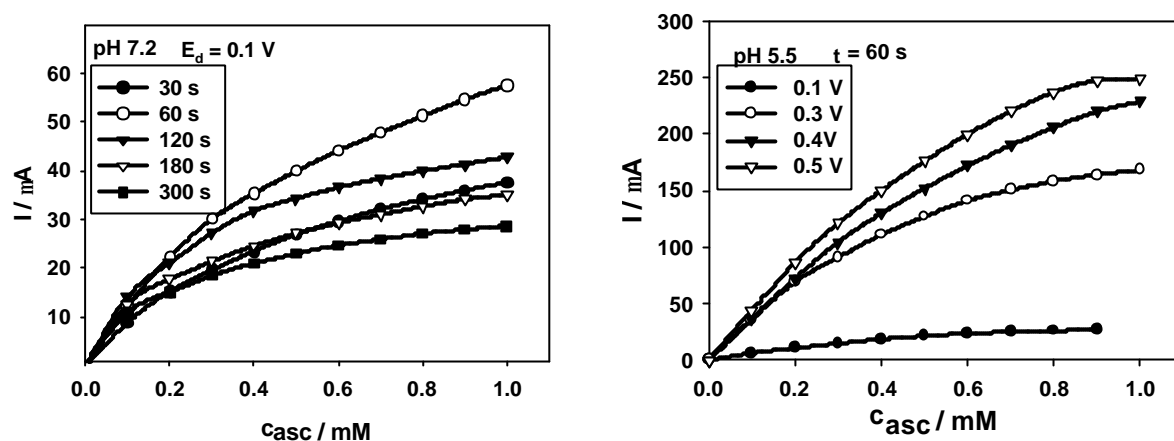 pH 7.2 E_d = 0.1 V
60
50
40
30
20
10
I / mA
30 s
60 s
120 s
180 s
300 s
0.0 0.2 0.4 0.6 0.8 1.0
c_asc / mM
pH 5.5 t = 60 s
300
250
200
150
100
50
0
I / mA
0.1 V
0.3 V
0.4V
0.5 V
0.0 0.2 0.4 0.6 0.8 1.0
c_asc / mM